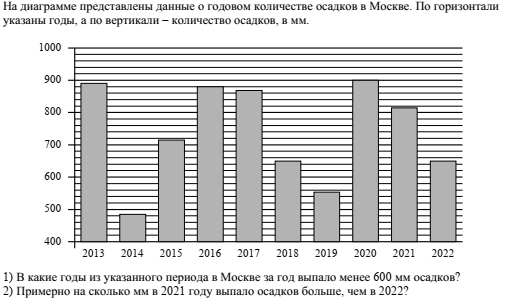 На диаграмме представлены данные о годовом количестве осадков в Москве. По горизонтали
указаны годы, а по вертикали – количество осадков, в мм.
1000
900
800
700
600
500
400
2013 2014 2015 2016 2017 2018 2019 2020 2021 2022
1) В какие годы из указанного периода в Москве за год выпало менее 600 мм осадков?
2) Примерно на сколько мм в 2021 году выпало осадков больше, чем в 2022?